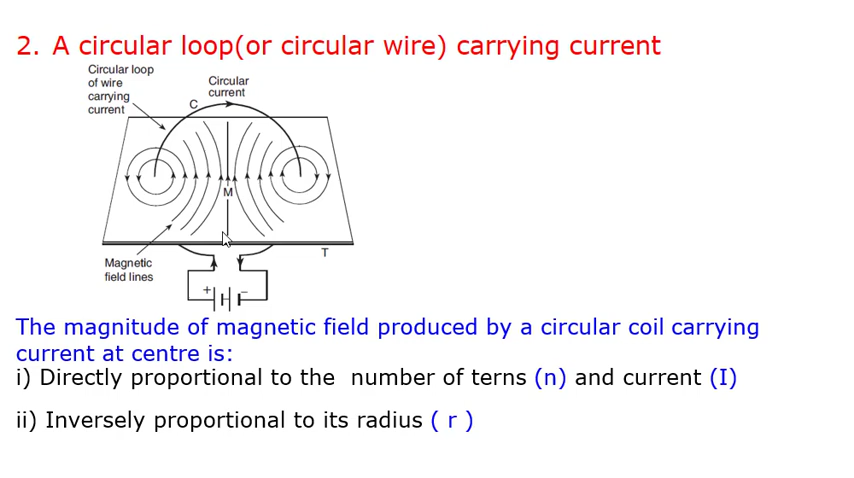 2. A circular loop(or circular wire) carrying current
Circular loop
of wire
carrying
current
Circular
current
C
M
T
Magnetic
field lines
+
−
The magnitude of magnetic field produced by a circular coil carrying
current at centre is:
i) Directly proportional to the number of terns (n) and current (I)
ii) Inversely proportional to its radius ( r )